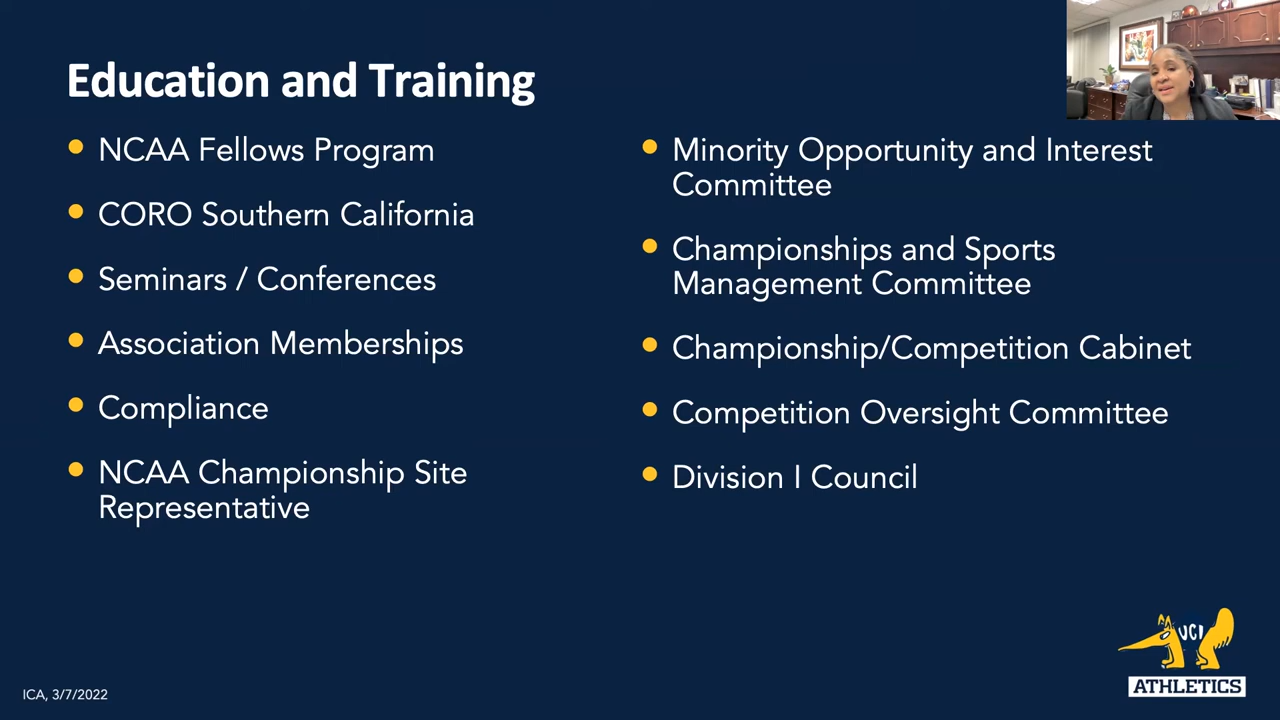 Education and Training
NCAA Fellows Program
CORO Southern California
Seminars / Conferences
Association Memberships
Compliance
NCAA Championship Site
Representative
Minority Opportunity and Interest
Committee
Championships and Sports
Management Committee
Championship/Competition Cabinet
Competition Oversight Committee
Division I Council
UCI
ATHLETICS
ICA, 3/7/2022